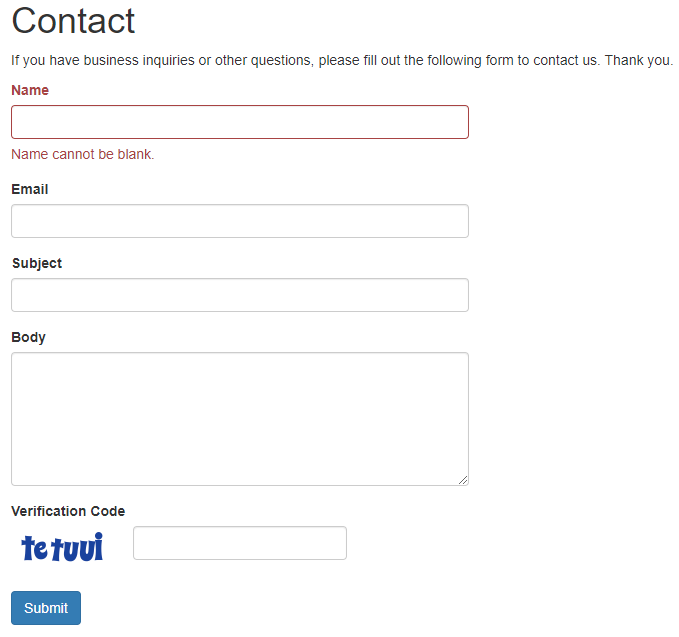 Contact
If you have business inquiries or other questions, please fill out the following form to contact us. Thank you.
Name
Name cannot be blank.
Email
Subject
Body
Verification Code
tetuui
Submit